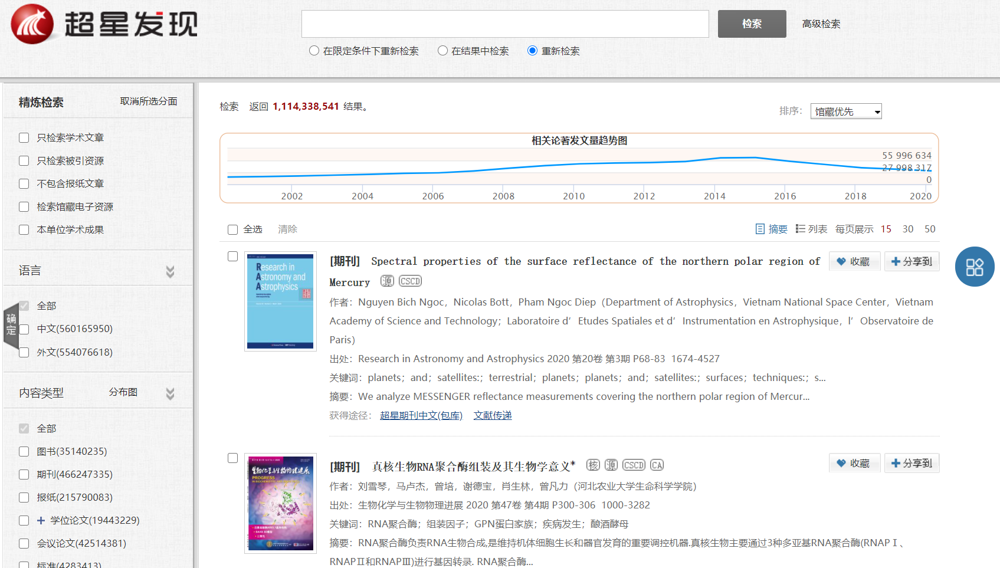 超星发现
检索
高级检索
在限定条件下重新检索
在结果中检索
重新检索
精炼检索
取消所选分面
只检索学术文章
只检索被引资源
不包含报纸文章
检索馆藏电子资源
本单位学术成果
语言
全部
中文(560165950)
外文(554076618)
确定
内容类型
分布图
全部
图书(35140235)
期刊(466247335)
报纸(215790083)
学位论文(19443229)
会议论文(42514381)
标准(4283413)
检索 返回 1,114,338,541 结果。
排序： 馆藏优先
相关论著发文量趋势图
55 996 634
27 998 317
0
2002 2004 2006 2008 2010 2012 2014 2016 2018 2020
全选 清除
摘要 列表 每页展示 15 30 50
Research in
Astronomy and
Astrophysics
[期刊] Spectral properties of the surface reflectance of the northern polar region of
Mercury 源 CSCD
收藏 分享到
作者：Nguyen Bich Ngoc，Nicolas Bott，Pham Ngoc Diep（Department of Astrophysics，Vietnam National Space Center，Vietnam
Academy of Science and Technology；Laboratoire d’Etudes Spatiales et d’Instrumentation en Astrophysique，l’Observatoire de
Paris）
出处：Research in Astronomy and Astrophysics 2020 第20卷 第3期 P68-83 1674-4527
关键词：planets；and；satellites:；terrestrial；planets；planets；and；satellites:；surfaces；techniques:；s...
摘要：We analyze MESSENGER reflectance measurements covering the northern polar region of Mercur...
获得途径： 超星期刊中文(包库) 文献传递
生物化学与生物物理进展
PROGRESS
IN BIOCHEMISTRY AND BIOPHYSICS
[期刊] 真核生物RNA聚合酶组装及其生物学意义* 核 源 CSCD CA
收藏 分享到
作者：刘雪琴，马卢杰，曾培，谢德宝，肖生林，曾凡力（河北农业大学生命科学学院）
出处：生物化学与生物物理进展 2020 第47卷 第4期 P300-306 1000-3282
关键词：RNA聚合酶；组装因子；GPN蛋白家族；疾病发生；酿酒酵母
摘要：RNA聚合酶负责RNA生物合成,是维持机体细胞生长和器官发育的重要调控机器.真核生物主要通过3种多亚基RNA聚合酶(RNAPⅠ、
RNAPⅡ和RNAPⅢ)进行基因转录. RNA聚合酶...